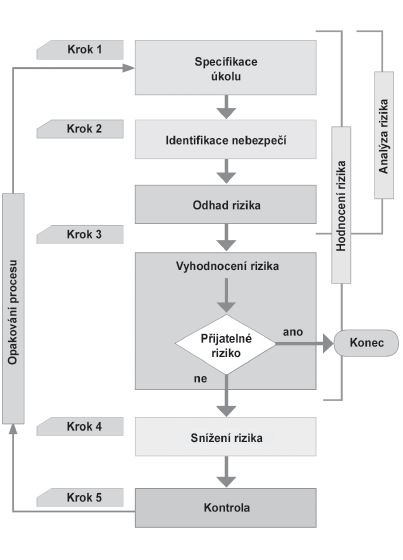 Krok 1
Specifikace
úkolu
Krok 2
Identifikace nebezpečí
Odhad rizika
Krok 3
Vyhodnocení rizika
Přijatelné
riziko
ano
Konec
ne
Krok 4
Snížení rizika
Krok 5
Kontrola
Opakování procesu
Hodnocení rizika
Analýza rizika